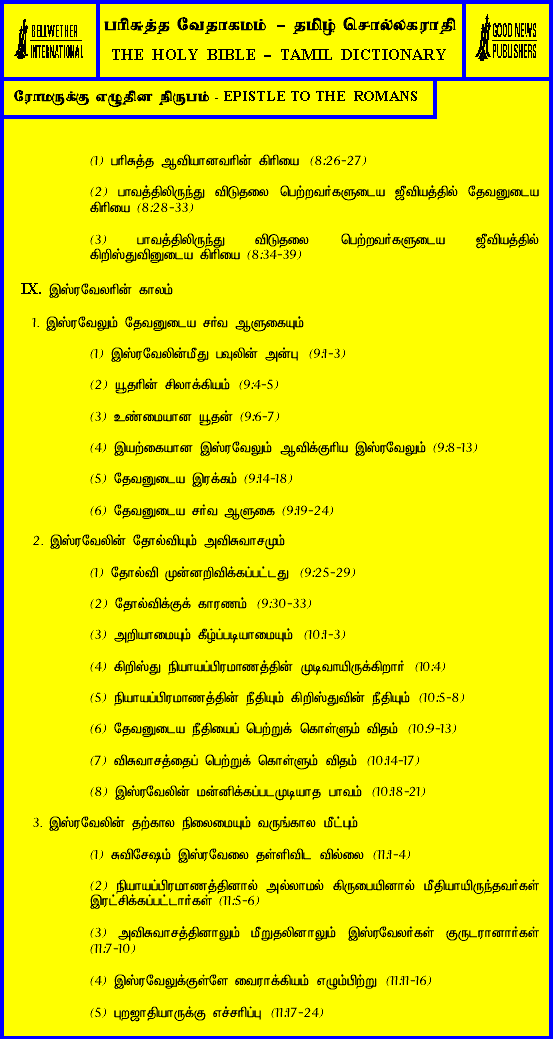 BELLWETHER
INTERNATIONAL
பரிசுத்த வேதாகமம் – தமிழ் சொல்லகராதி
THE HOLY BIBLE – TAMIL DICTIONARY
GOOD NEWS
PUBLISHERS
ரோமருக்கு எழுதின நிருபம் - EPISTLE TO THE ROMANS
(1) பரிசுத்த ஆவியானவரின் கிரியை (8:26-27)
(2) பாவத்திலிருந்து விடுதலை பெற்றவர்களுடைய ஜீவியத்தில் தேவனுடைய
கிரியை (8:28-33)
(3) பாவத்திலிருந்து விடுதலை பெற்றவர்களுடைய ஜீவியத்தில்
கிறிஸ்துவினுடைய கிரியை (8:34-39)
IX. இஸ்ரவேலரின் காலம்
1. இஸ்ரவேலும் தேவனுடைய சர்வ ஆளுகையும்
(1) இஸ்ரவேலின்மீது பவுலின் அன்பு (9:1-3)
(2) யூதரின் சிலாக்கியம் (9:4-5)
(3) உண்மையான யூதன் (9:6-7)
(4) இயற்கையான இஸ்ரவேலும் ஆவிக்குரிய இஸ்ரவேலும் (9:8-13)
(5) தேவனுடைய இரக்கம் (9:14-18)
(6) தேவனுடைய சர்வ ஆளுகை (9:19-24)
2. இஸ்ரவேலின் தோல்வியும் அவிசுவாசமும்
(1) தோல்வி முன்னறிவிக்கப்பட்டது (9:25-29)
(2) தோல்விக்குக் காரணம் (9:30-33)
(3) அறியாமையும் கீழ்ப்படியாமையும் (10:1-3)
(4) கிறிஸ்து நியாயப்பிரமாணத்தின் முடிவாயிருக்கிறார் (10:4)
(5) நியாயப்பிரமாணத்தின் நீதியும் கிறிஸ்துவின் நீதியும் (10:5-8)
(6) தேவனுடைய நீதியைப் பெற்றுக் கொள்ளும் விதம் (10:9-13)
(7) விசுவாசத்தைப் பெற்றுக் கொள்ளும் விதம் (10:14-17)
(8) இஸ்ரவேலின் மன்னிக்கப்படமுடியாத பாவம் (10:18-21)
3. இஸ்ரவேலின் தற்கால நிலைமையும் வருங்கால மீட்பும்
(1) சுவிசேஷம் இஸ்ரவேலை தள்ளிவிட வில்லை (11:1-4)
(2) நியாயப்பிரமாணத்தினால் அல்லாமல் கிருபையினால் மீதியாயிருந்தவர்கள்
இரட்சிக்கப்பட்டார்கள் (11:5-6)
(3) அவிசுவாசத்தினாலும் மீறுதலினாலும் இஸ்ரவேலர்கள் குருடரானார்கள்
(11:7-10)
(4) இஸ்ரவேலுக்குள்ளே வைராக்கியம் எழும்பிற்று (11:11-16)
(5) புறஜாதியாருக்கு எச்சரிப்பு (11:17-24)